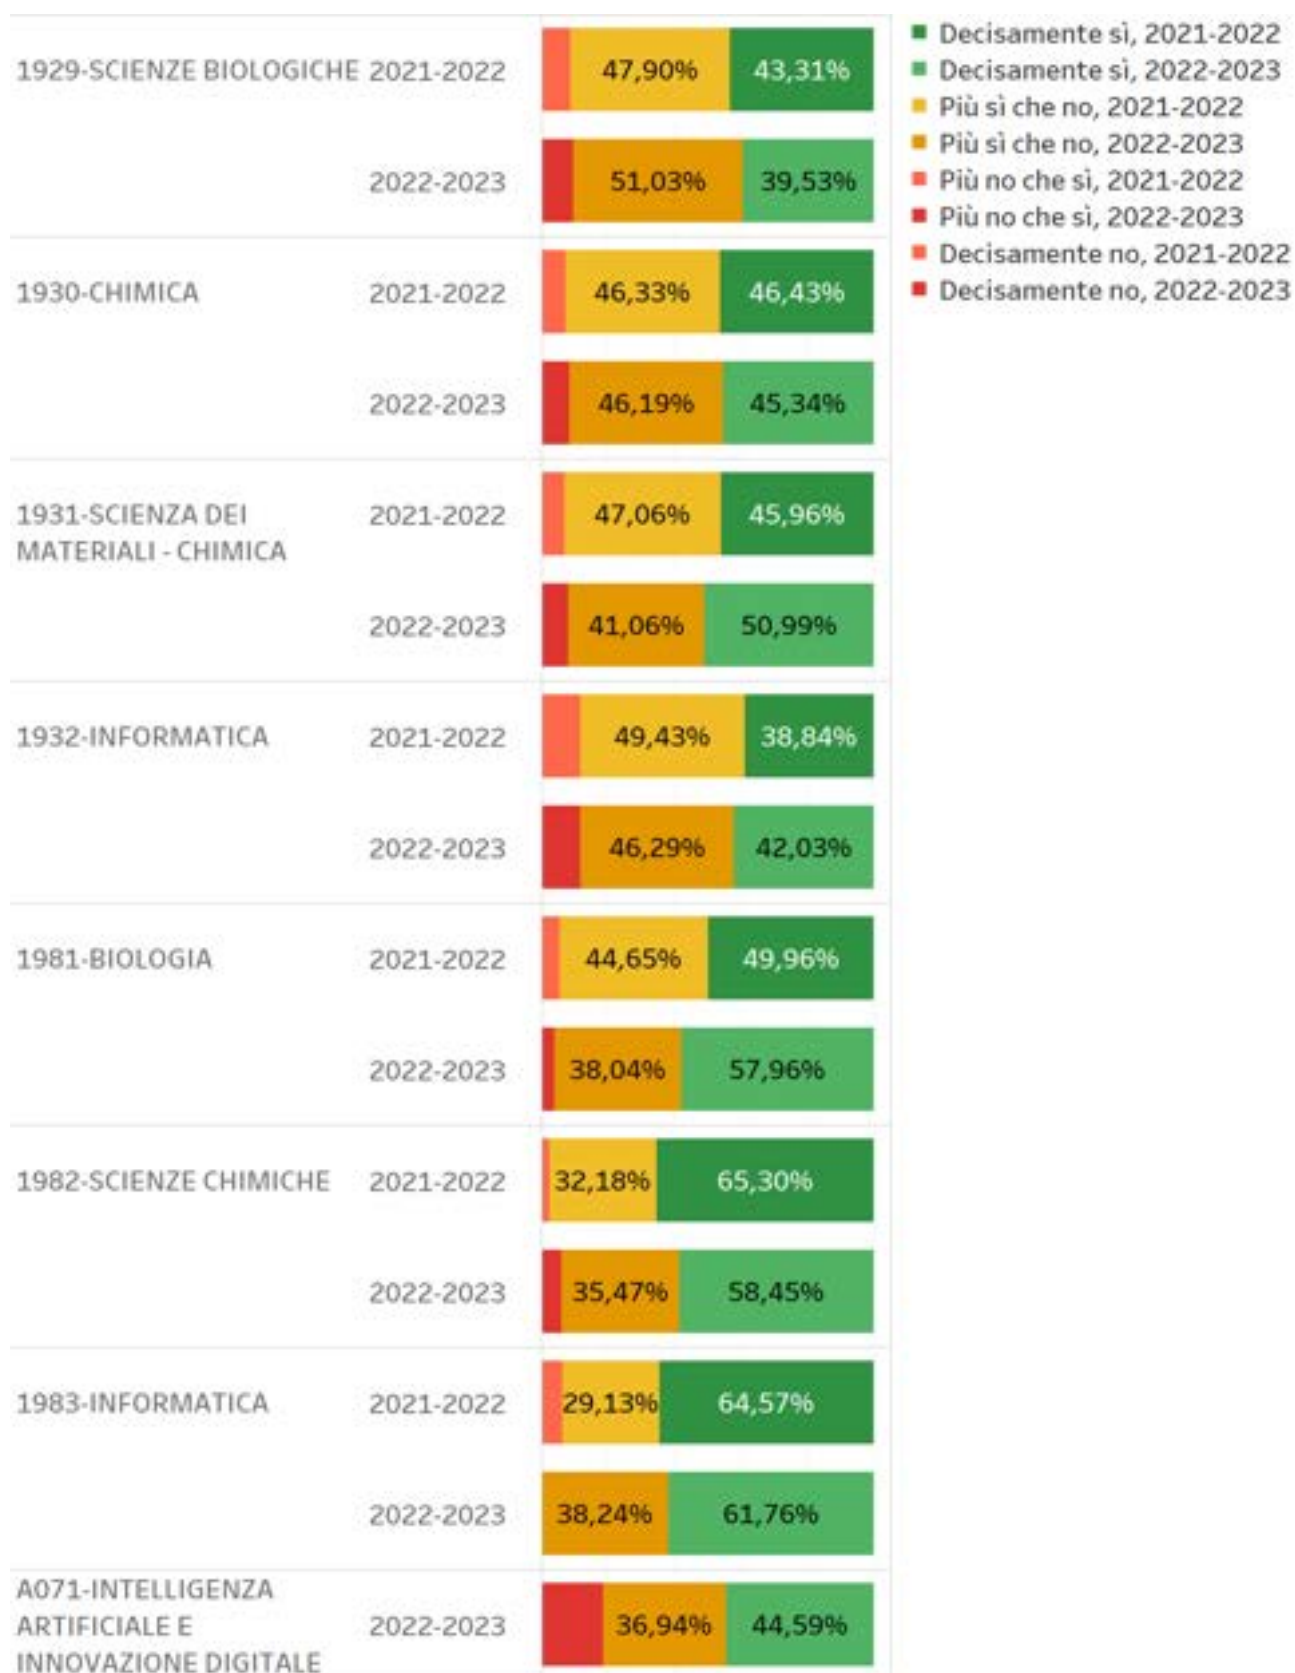 1929-SCIENZE BIOLOGICHE 2021-2022 47,90% 43,31%
2022-2023 51,03% 39,53%
1930-CHIMICA 2021-2022 46,33% 46,43%
2022-2023 46,19% 45,34%
1931-SCIENZA DEI
MATERIALI - CHIMICA
2021-2022 47,06% 45,96%
2022-2023 41,06% 50,99%
1932-INFORMATICA 2021-2022 49,43% 38,84%
2022-2023 46,29% 42,03%
1981-BIOLOGIA 2021-2022 44,65% 49,96%
2022-2023 38,04% 57,96%
1982-SCIENZE CHIMICHE 2021-2022 32,18% 65,30%
2022-2023 35,47% 58,45%
1983-INFORMATICA 2021-2022 29,13% 64,57%
2022-2023 38,24% 61,76%
A071-INTELLIGENZA
ARTIFICIALE E
INNOVAZIONE DIGITALE
2022-2023 36,94% 44,59%
Decisamente sì, 2021-2022
Decisamente sì, 2022-2023
Più sì che no, 2021-2022
Più sì che no, 2022-2023
Più no che sì, 2021-2022
Più no che sì, 2022-2023
Decisamente no, 2021-2022
Decisamente no, 2022-2023